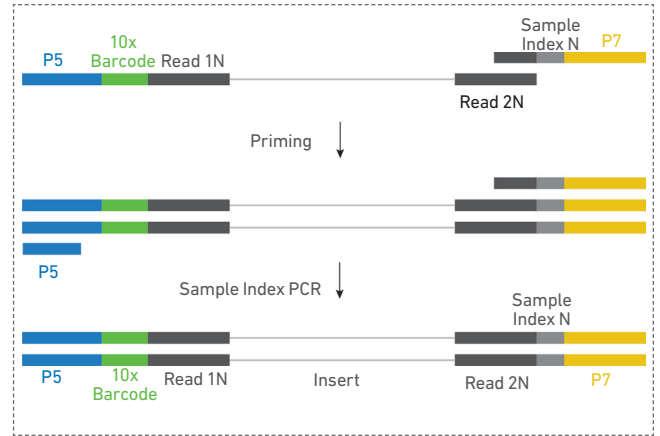 Sample
Index N
P7
10x
P5
Barcode
Read 1N
Read 2N
Priming
P5
Sample Index PCR
Sample
Index N
P5
10x
Barcode
Read 1N
Insert
Read 2N
P7